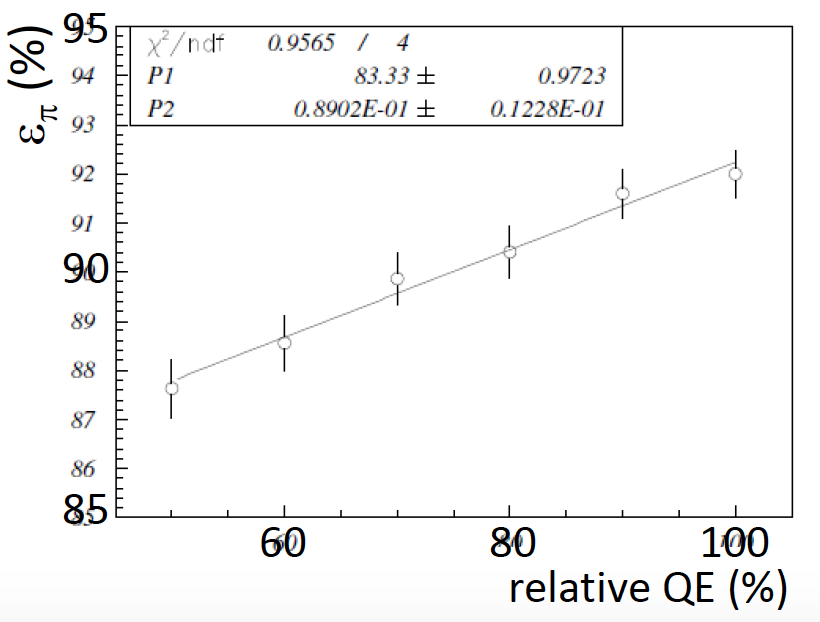 ε_π (%)
χ²/ndf 0.9565 / 4
P1 83.33 ± 0.9723
P2 0.8902E-01 ± 0.1228E-01
95
94
93
92
91
90
89
88
87
86
85
60 80 100
relative QE (%)